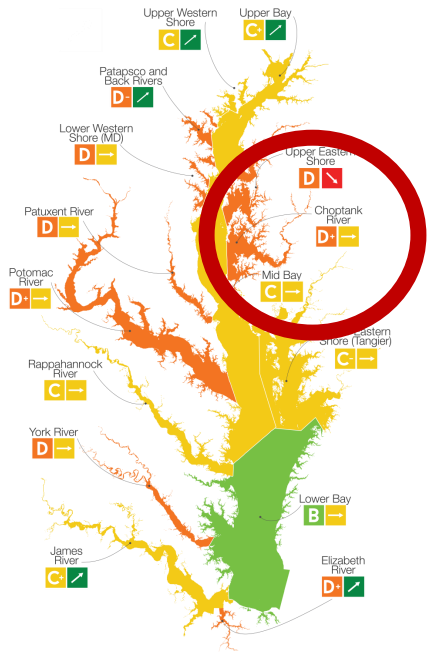 Upper Western
Shore
C
Upper Bay
C+
Patapsco and
Back Rivers
D-
Lower Western
Shore (MD)
D
Upper Eastern
Shore
D
Patuxent River
D
Choptank
River
D+
Potomac
River
D+
Mid Bay
C
Eastern
Shore (Tangier)
C-
Rappahannock
River
C
York River
D
Lower Bay
B
James
River
C+
Elizabeth
River
D+